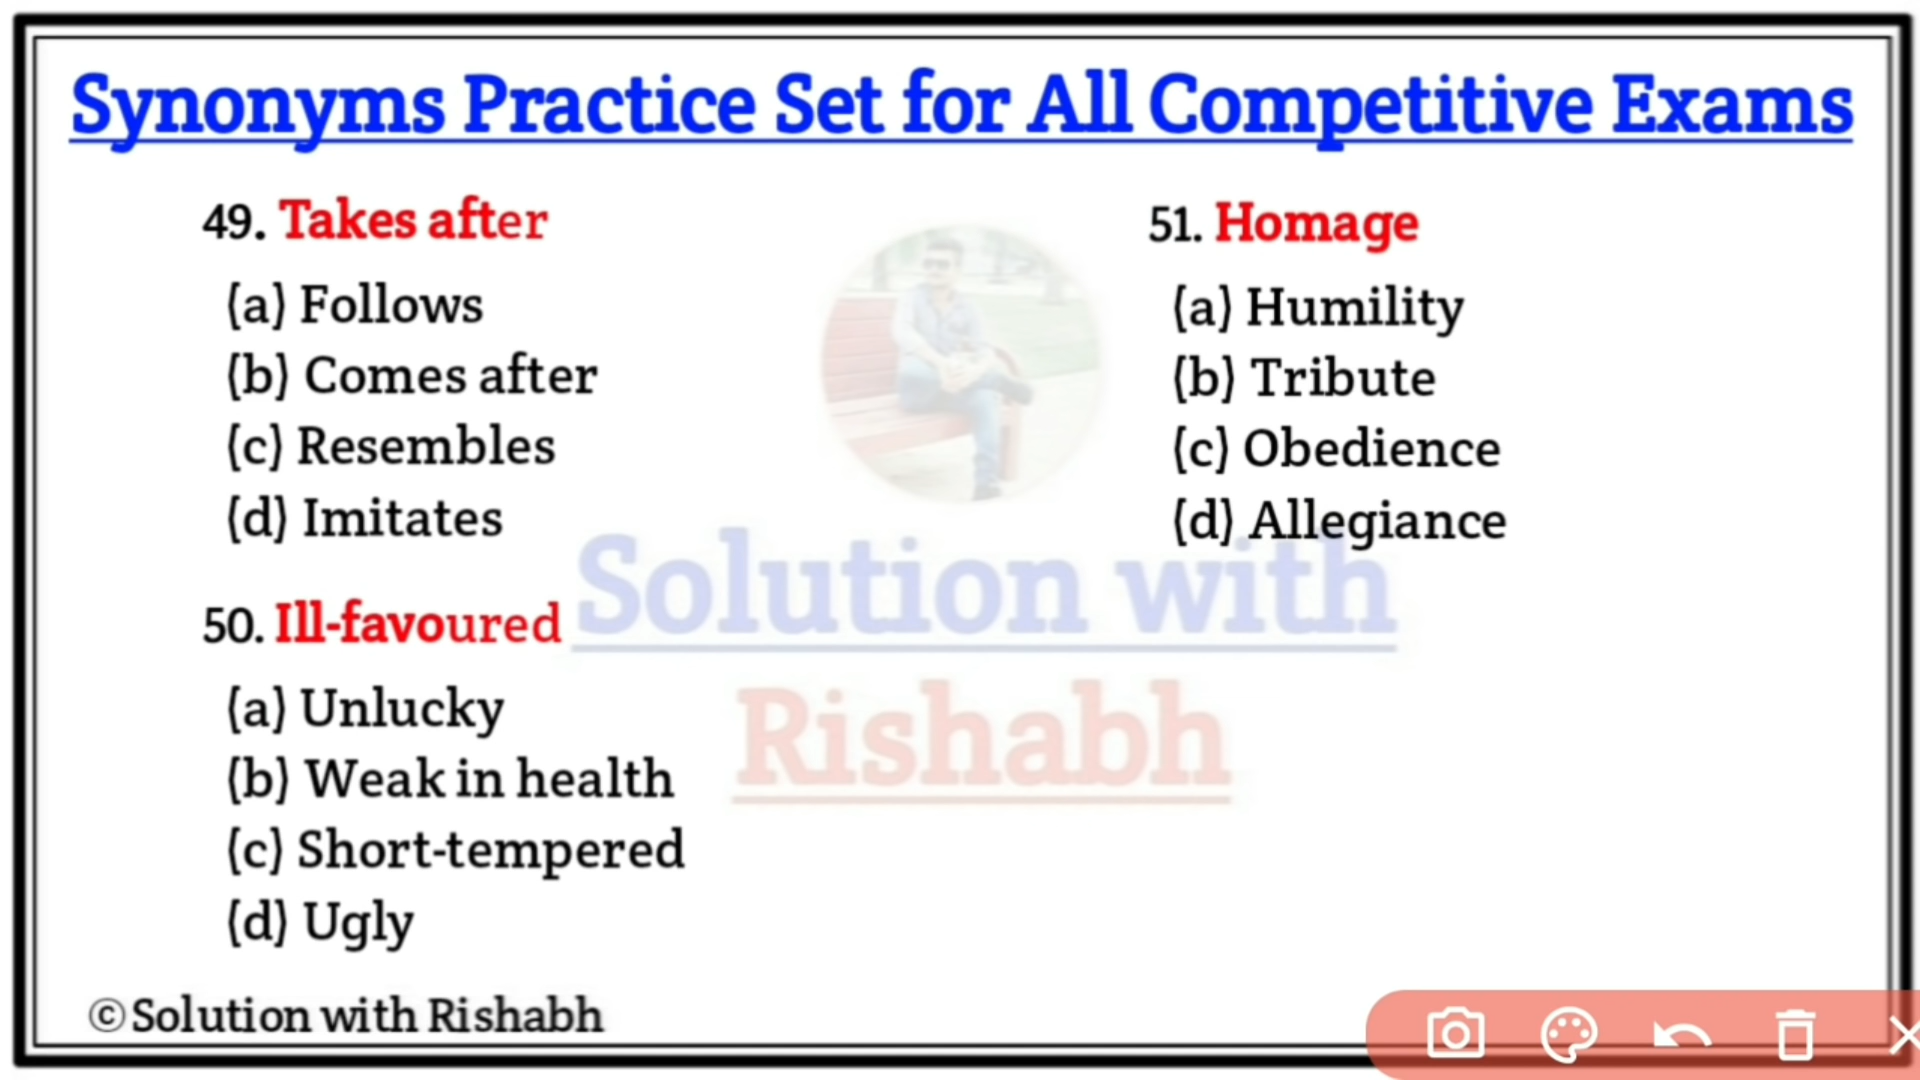 Synonyms Practice Set for All Competitive Exams
49. Takes after
(a) Follows
(b) Comes after
(c) Resembles
(d) Imitates
50. Ill-favoured
(a) Unlucky
(b) Weak in health
(c) Short-tempered
(d) Ugly
51. Homage
(a) Humility
(b) Tribute
(c) Obedience
(d) Allegiance
Solution with
Rishabh
©Solution with Rishabh